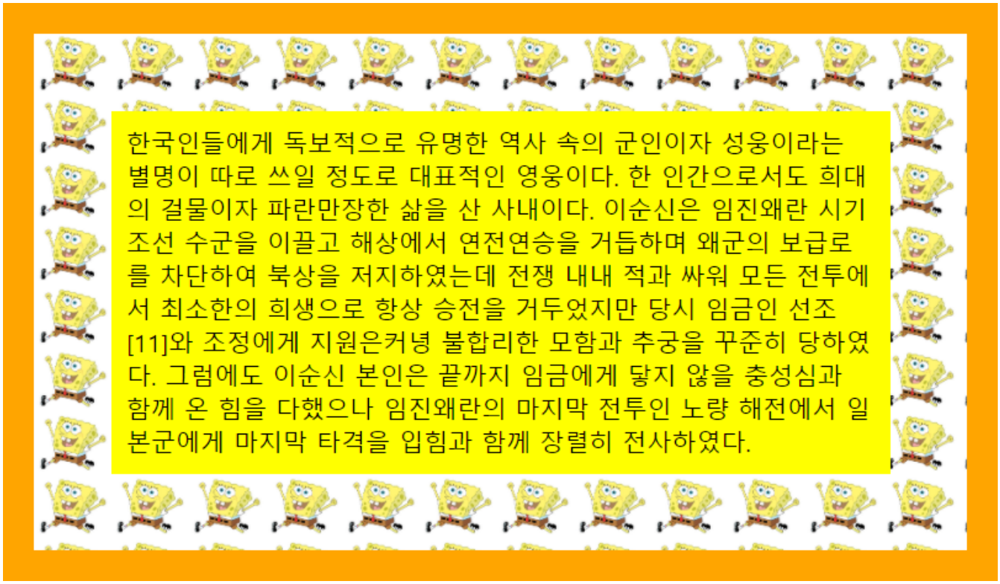 한국인들에게 독보적으로 유명한 역사 속의 군인이자 성웅이라는
별명이 따로 쓰일 정도로 대표적인 영웅이다. 한 인간으로서도 희대
의 걸물이자 파란만장한 삶을 산 사내이다. 이순신은 임진왜란 시기
조선 수군을 이끌고 해상에서 연전연승을 거듭하며 왜군의 보급로
를 차단하여 북상을 저지하였는데 전쟁 내내 적과 싸워 모든 전투에
서 최소한의 희생으로 항상 승전을 거두었지만 당시 임금인 선조
[11]와 조정에게 지원은커녕 불합리한 모함과 추궁을 꾸준히 당하였
다. 그럼에도 이순신 본인은 끝까지 임금에게 닿지 않을 충성심과
함께 온 힘을 다했으나 임진왜란의 마지막 전투인 노량 해전에서 일
본군에게 마지막 타격을 입힘과 함께 장렬히 전사하였다.